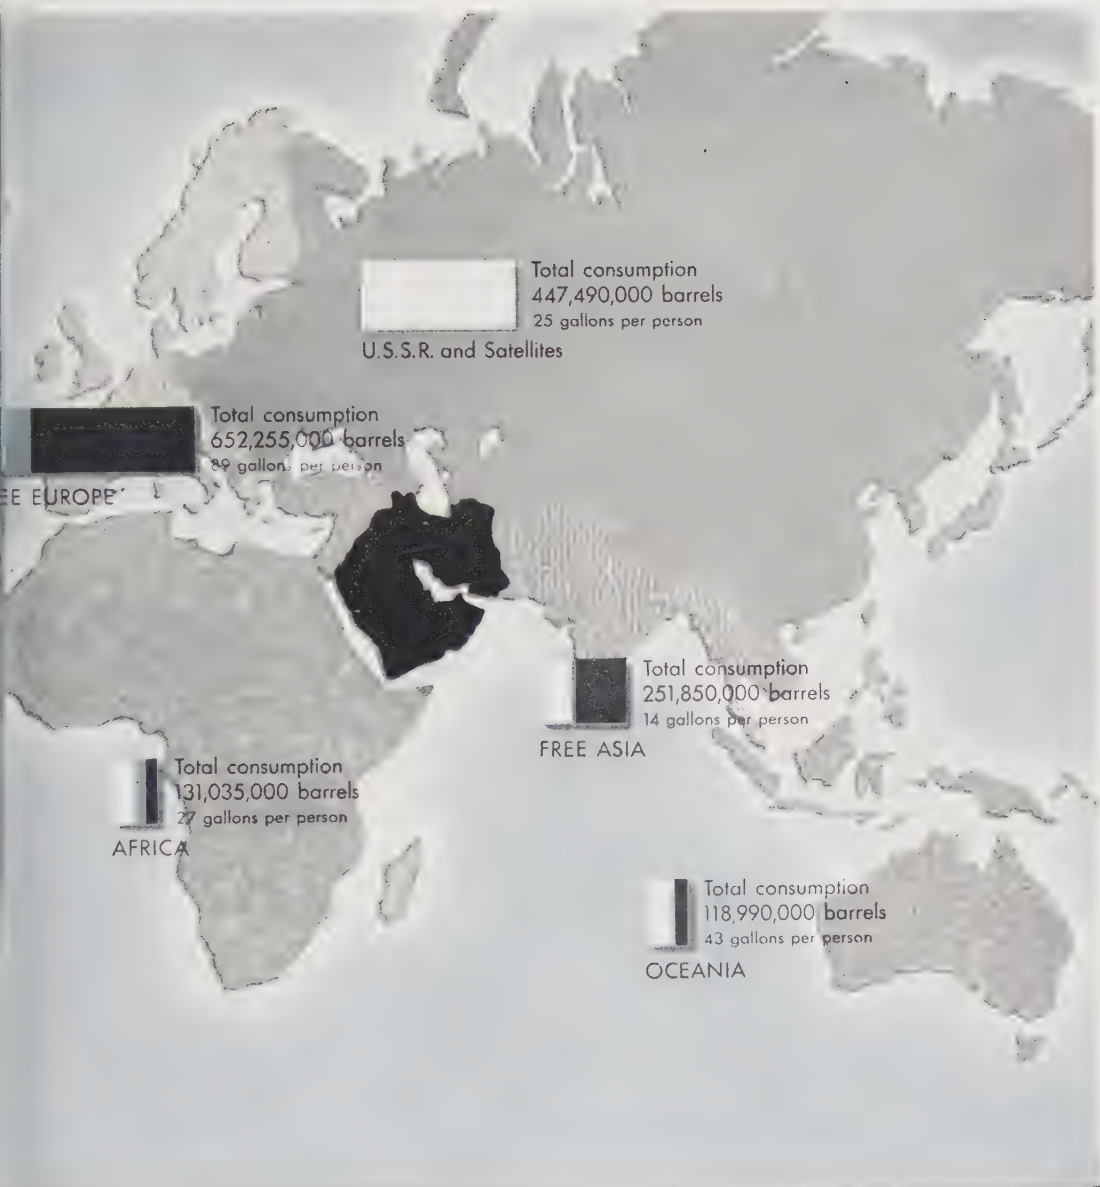 Total consumption
447,490,000 barrels
25 gallons per person
U.S.S.R. and Satellites
Total consumption
652,255,000 barrels
89 gallons per person
EE EUROPE
Total consumption
251,850,000 barrels
14 gallons per person
FREE ASIA
Total consumption
131,035,000 barrels
27 gallons per person
AFRICA
Total consumption
118,990,000 barrels
43 gallons per person
OCEANIA